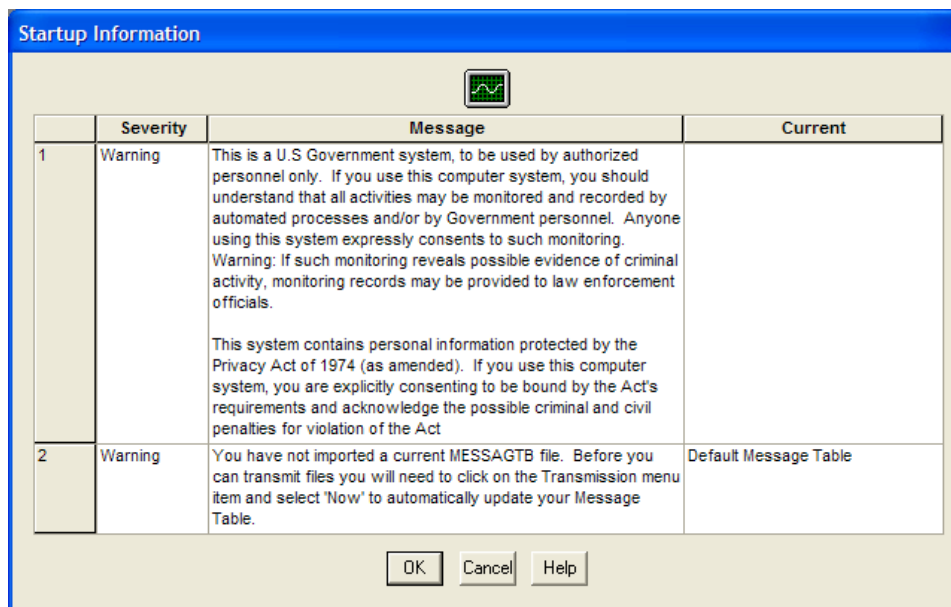 Startup Information
Severity Message Current
1 Warning This is a U.S Government system, to be used by authorized
personnel only. If you use this computer system, you should
understand that all activities may be monitored and recorded by
automated processes and/or by Government personnel. Anyone
using this system expressly consents to such monitoring.
Warning: If such monitoring reveals possible evidence of criminal
activity, monitoring records may be provided to law enforcement
officials.
This system contains personal information protected by the
Privacy Act of 1974 (as amended). If you use this computer
system, you are explicitly consenting to be bound by the Act's
requirements and acknowledge the possible criminal and civil
penalties for violation of the Act
2 Warning You have not imported a current MESSAGTB file. Before you Default Message Table
can transmit files you will need to click on the Transmission menu
item and select 'Now' to automatically update your Message
Table.
OK Cancel Help